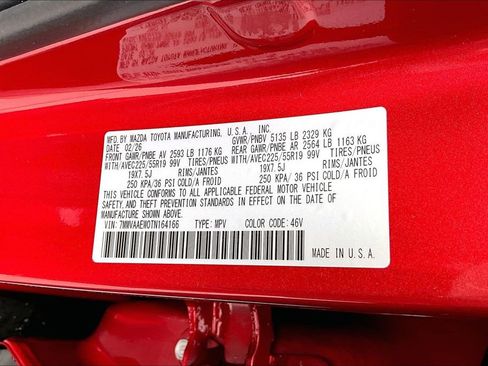 MFD. BY MAZDA TOYOTA MANUFACTURING, U.S.A., INC.
DATE 02/26 GVWR/PNBV 5135 LB 2329 KG
FRONT GAWR/PNBE AV 2593 LB 1176 KG REAR GAWR/PNBE AR 2564 LB 1163 KG
WITH/AVEC225/55R19 99V TIRES/PNEUS WITH/AVEC225/55R19 99V TIRES/PNEUS
19X7.5J RIMS/JANTES 19X7.5J RIMS/JANTES
250 KPA/36 PSI COLD/A FROID 250 KPA/ 36 PSI COLD/A FROID
THIS VEHICLE CONFORMS TO ALL APPLICABLE FEDERAL MOTOR VEHICLE
SAFETY AND THEFT PREVENTION STANDARDS IN EFFECT ON THE DATE OF
MANUFACTURE SHOWN ABOVE.
VIN: 7MMVAAEW0TN164166 TYPE: MPV COLOR CODE: 46V
MADE IN U.S.A.